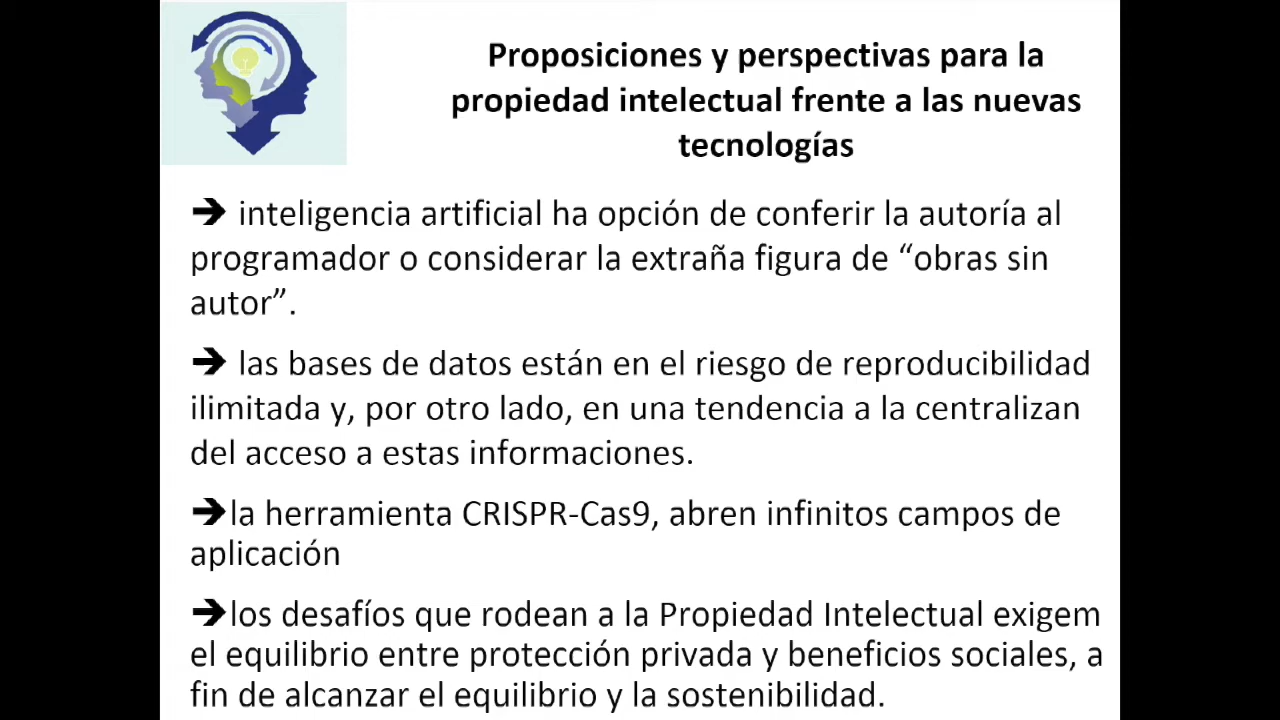 Proposiciones y perspectivas para la
propiedad intelectual frente a las nuevas
tecnologías
➔ inteligencia artificial ha opción de conferir la autoría al
programador o considerar la extraña figura de “obras sin
autor”.
➔ las bases de datos están en el riesgo de reproducibilidad
ilimitada y, por otro lado, en una tendencia a la centralizan
del acceso a estas informaciones.
➔la herramienta CRISPR-Cas9, abren infinitos campos de
aplicación
➔los desafíos que rodean a la Propiedad Intelectual exigem
el equilibrio entre protección privada y beneficios sociales, a
fin de alcanzar el equilibrio y la sostenibilidad.